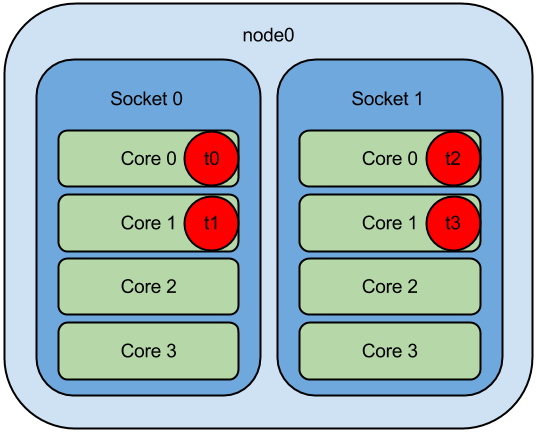 node0
Socket 0
Core 0 t0
Core 1 t1
Core 2
Core 3
Socket 1
Core 0 t2
Core 1 t3
Core 2
Core 3